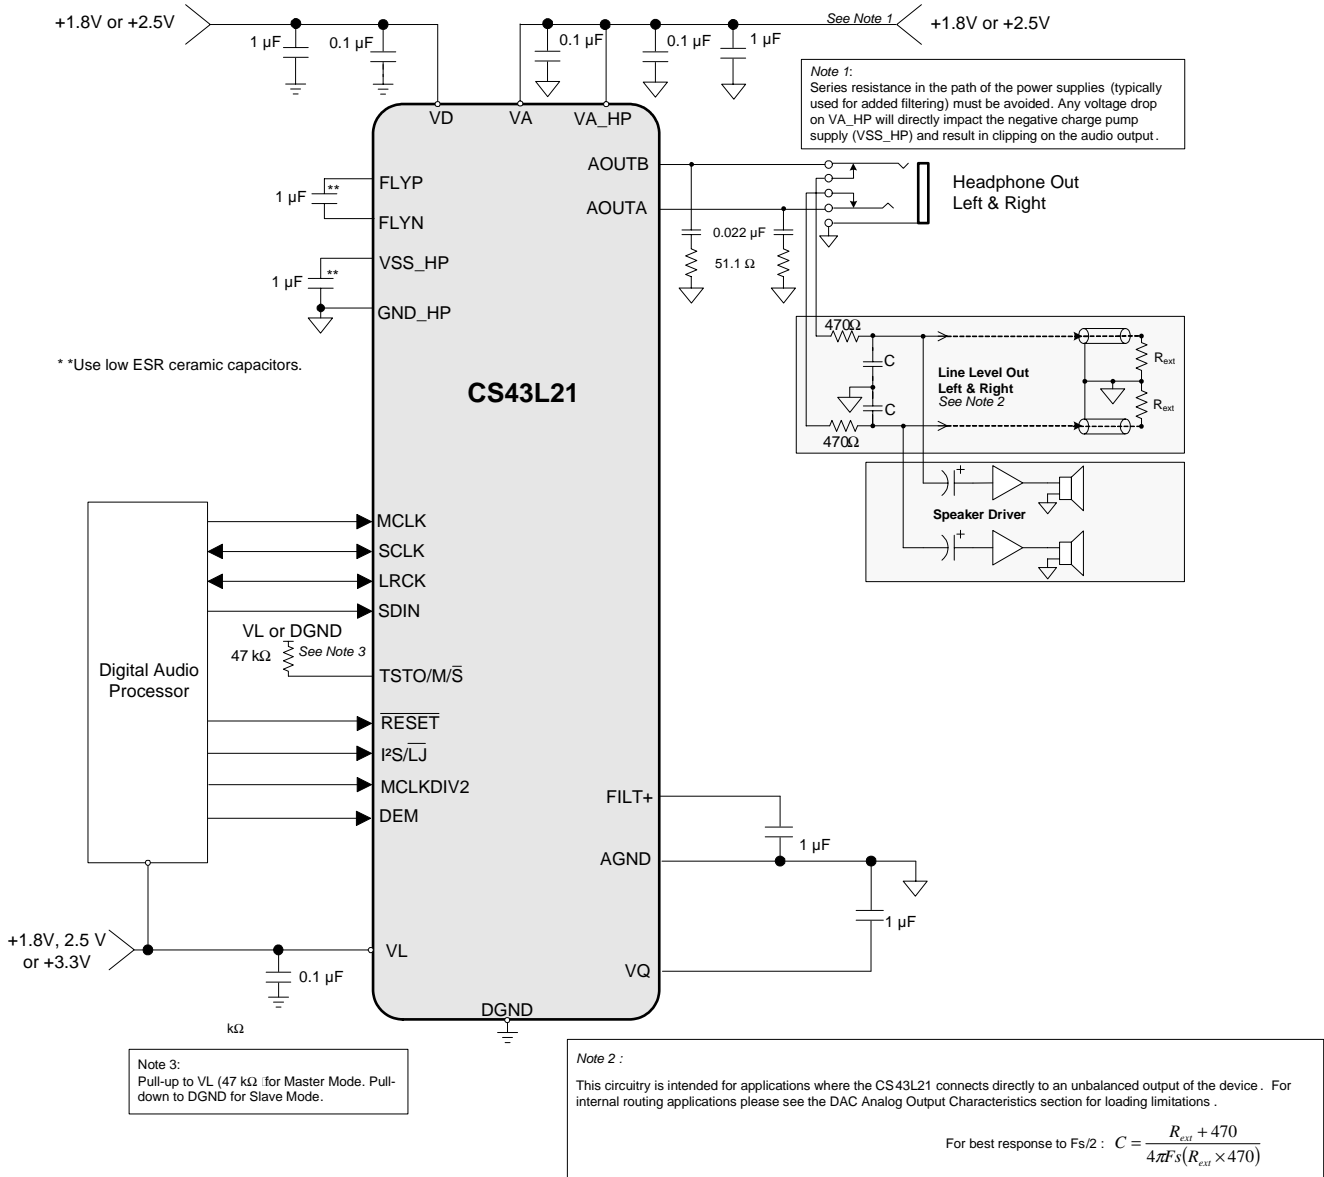 +1.8V or +2.5V
1 µF
0.1 µF
0.1 µF
0.1 µF
1 µF
See Note 1
+1.8V or +2.5V
Note 1:
Series resistance in the path of the power supplies (typically
used for added filtering) must be avoided. Any voltage drop
on VA_HP will directly impact the negative charge pump
supply (VSS_HP) and result in clipping on the audio output.
VD
VA
VA_HP
AOUTB
AOUTA
Headphone Out
Left & Right
FLYP
FLYN
1 µF
**
VSS_HP
GND_HP
1 µF
**
0.022 µF
51.1 Ω
* *Use low ESR ceramic capacitors.
CS43L21
470Ω
C
C
470Ω
Line Level Out
Left & Right
See Note 2
Rext
Rext
Speaker Driver
+
+
Digital Audio
Processor
MCLK
SCLK
LRCK
SDIN
VL or DGND
47 kΩ
See Note 3
TSTO/M/S̅
R̅E̅S̅E̅T̅
I²S/L̅J̅
MCLKDIV2
DEM
FILT+
1 µF
AGND
1 µF
VQ
+1.8V, 2.5 V
or +3.3V
VL
0.1 µF
DGND
kΩ
Note 3:
Pull-up to VL (47 kΩ for Master Mode. Pull-
down to DGND for Slave Mode.
Note 2 :
This circuitry is intended for applications where the CS43L21 connects directly to an unbalanced output of the device. For
internal routing applications please see the DAC Analog Output Characteristics section for loading limitations .
For best response to Fs/2 : C = (Rext + 470) / (4πFs(Rext × 470))